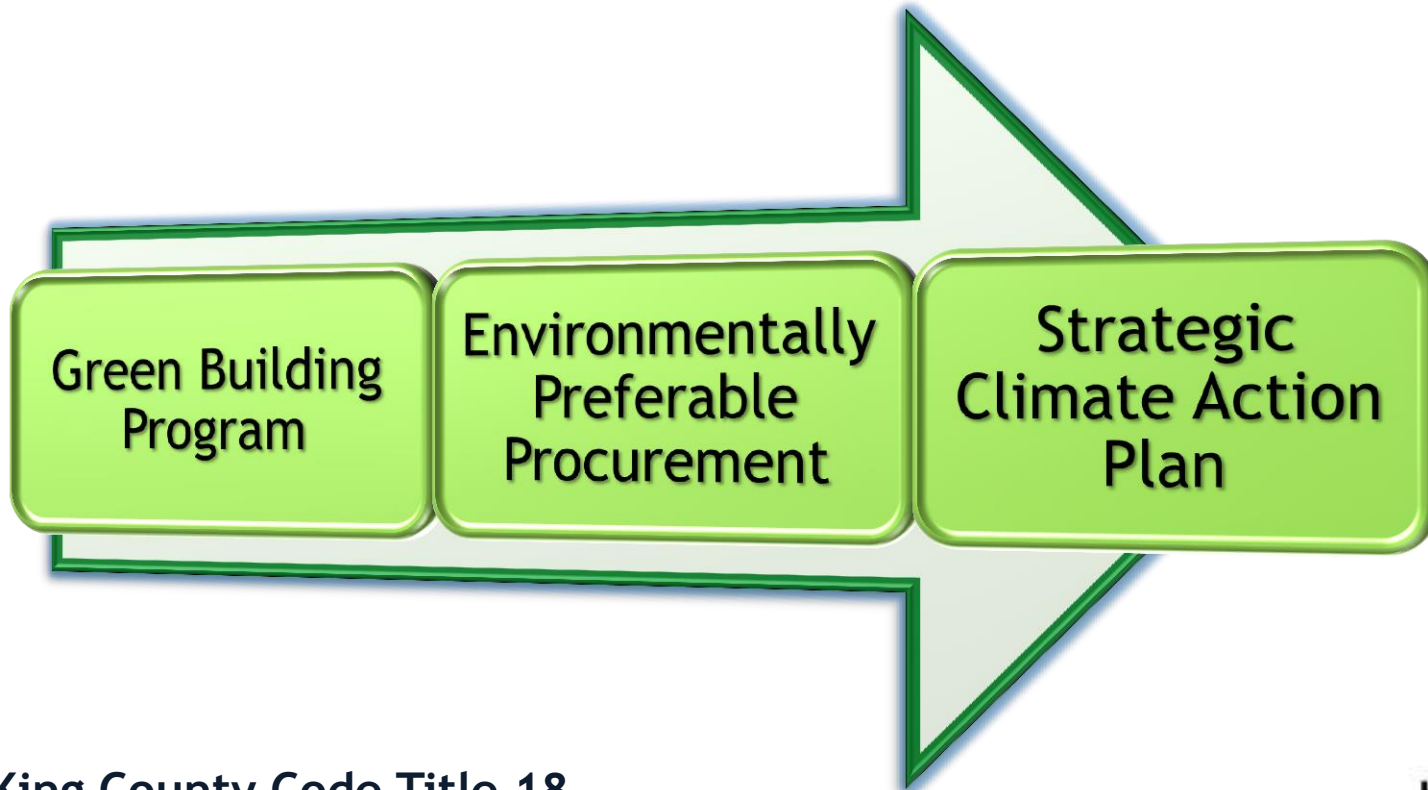 Green Building
Program
Environmentally
Preferable
Procurement
Strategic
Climate Action
Plan
King County Code Title 18